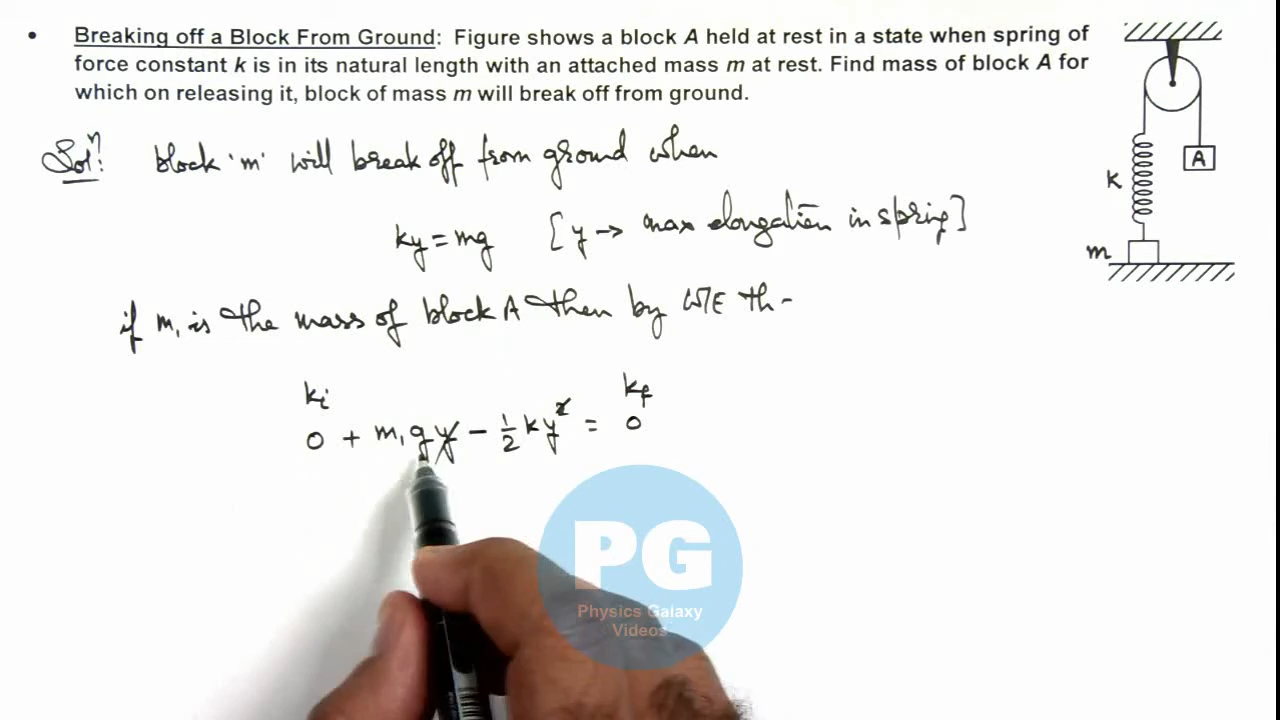 • Breaking off a Block From Ground: Figure shows a block A held at rest in a state when spring of
force constant k is in its natural length with an attached mass m at rest. Find mass of block A for
which on releasing it, block of mass m will break off from ground.
Solⁿ: block 'm' will break off from ground when
ky = mg [y → max elongation in spring]
if m₁ is the mass of block A then by WE th -
kᵢ kf
0 + m₁gy - ½ky² = 0
A
k
m
PG
Physics Galaxy
Videos